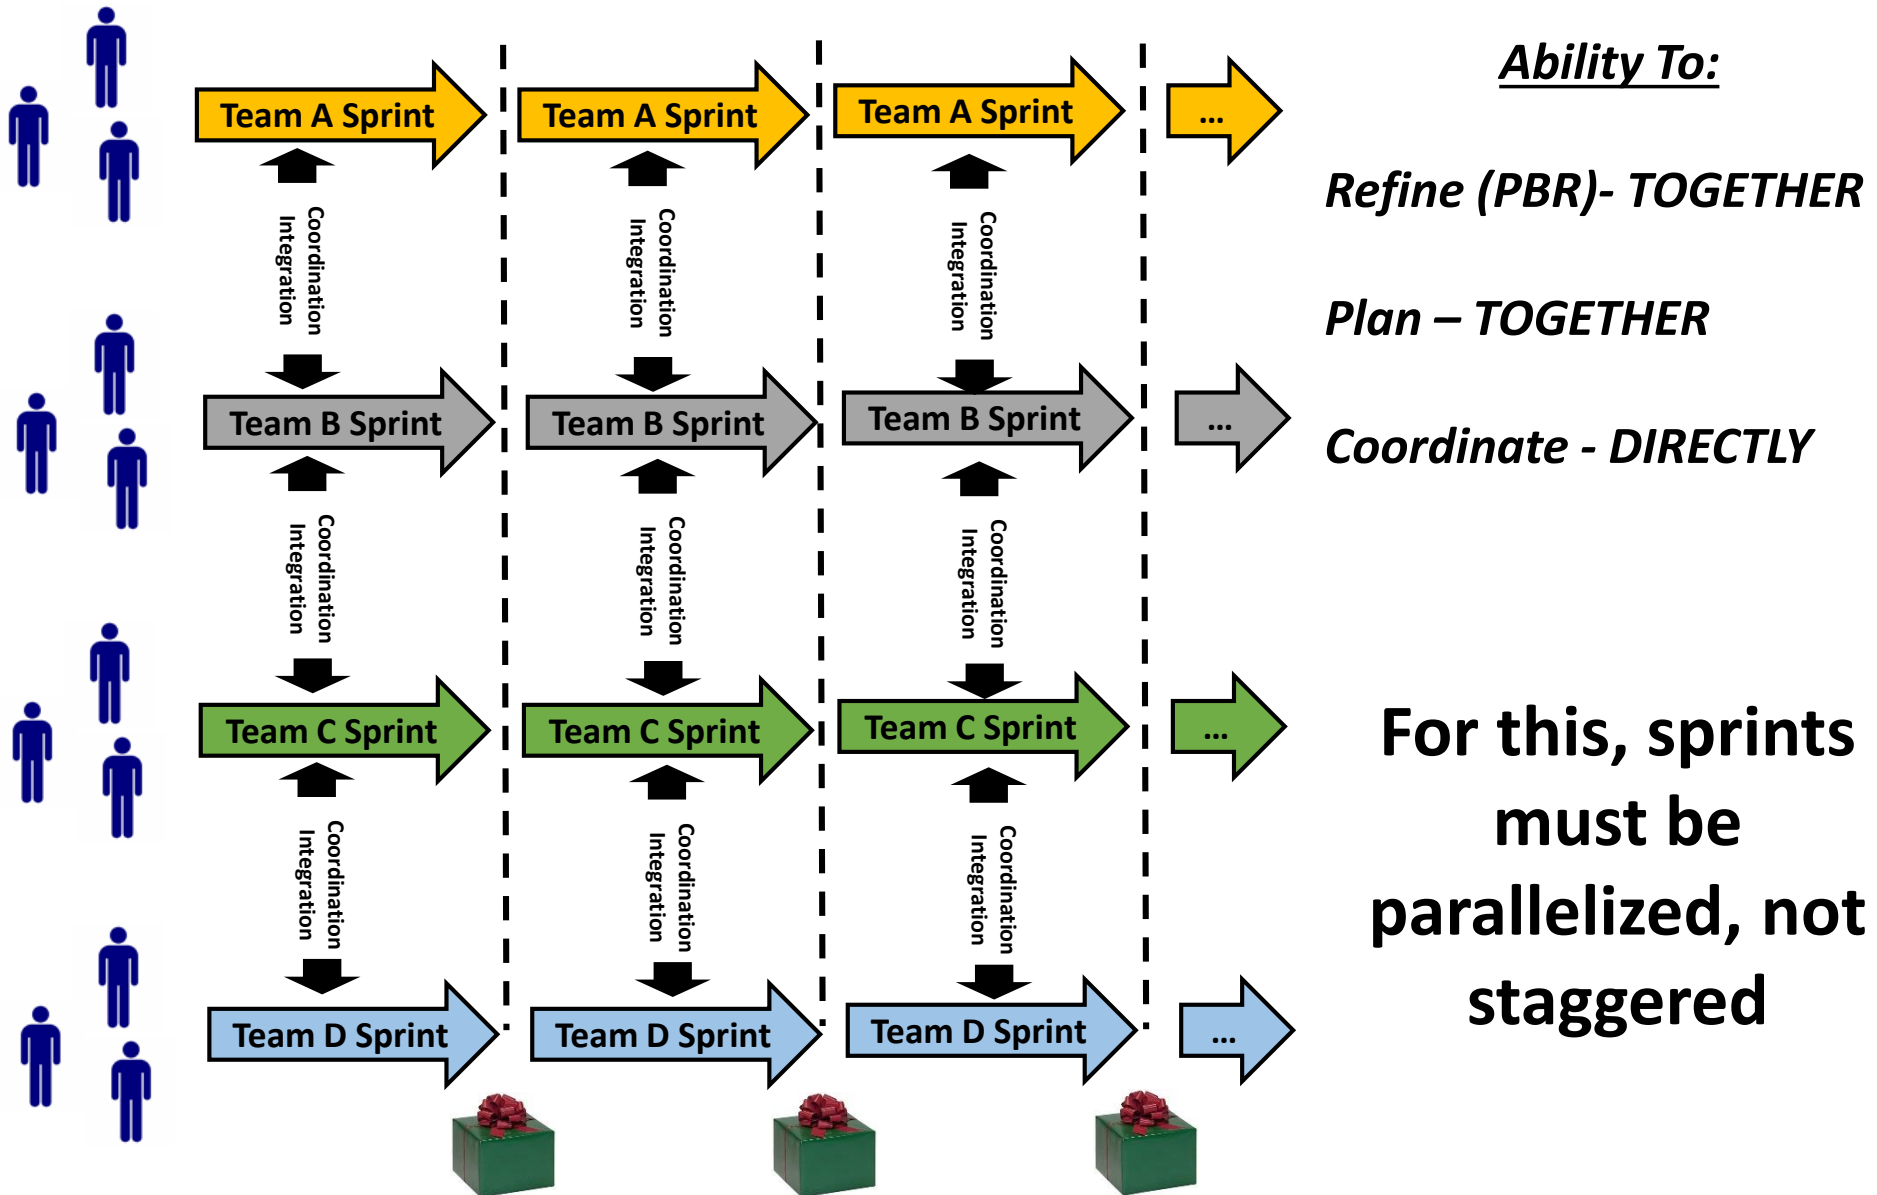 Ability To:
Team A Sprint
Team A Sprint
Team A Sprint
...
Refine (PBR)- TOGETHER
Coordination
Integration
Coordination
Integration
Coordination
Integration
Plan – TOGETHER
Team B Sprint
Team B Sprint
Team B Sprint
...
Coordinate - DIRECTLY
Coordination
Integration
Coordination
Integration
Coordination
Integration
Team C Sprint
Team C Sprint
Team C Sprint
...
For this, sprints
must be
parallelized, not
staggered
Coordination
Integration
Coordination
Integration
Coordination
Integration
Team D Sprint
Team D Sprint
Team D Sprint
...